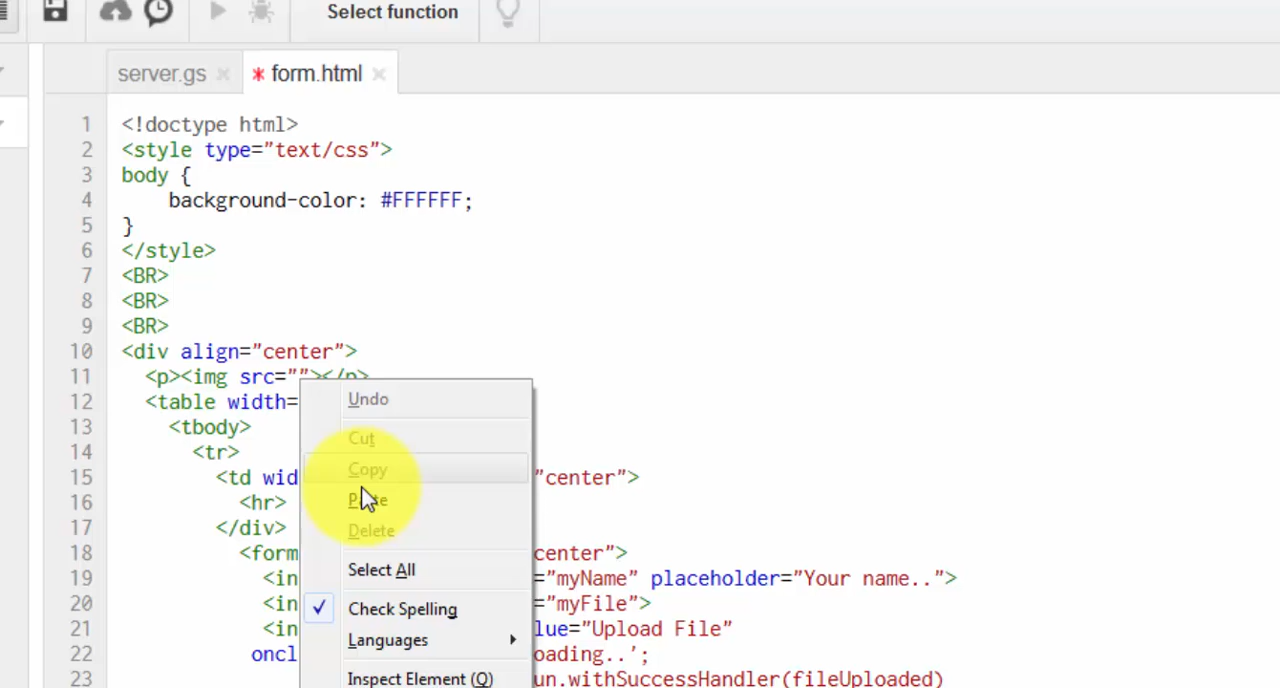 Select function
server.gs × * form.html ×
1 <!doctype html>
2 <style type="text/css">
3 body {
4 background-color: #FFFFFF;
5 }
6 </style>
7 <BR>
8 <BR>
9 <BR>
10 <div align="center">
11 <p><img src=""></p>
12 <table width=
13 <tbody>
14 <tr>
15 <td wid "center">
16 <hr>
17 </div>
18 <form center">
19 <in ="myName" placeholder="Your name..">
20 <in ="myFile">
21 <in lue="Upload File"
22 oncl oading..';
23 un.withSuccessHandler(fileUploaded)
Undo
Cut
Copy
Paste
Delete
Select All
Check Spelling
Languages
Inspect Element (Q)